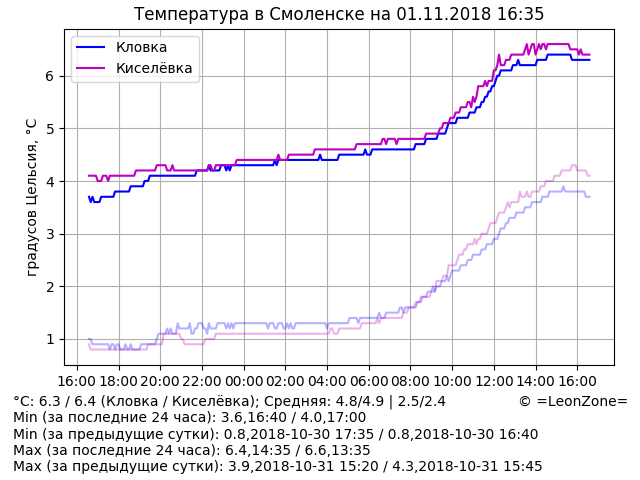 Температура в Смоленске на 01.11.2018 16:35
Кловка
Киселёвка
градусов Цельсия, °C
6
5
4
3
2
1
16:00 18:00 20:00 22:00 00:00 02:00 04:00 06:00 08:00 10:00 12:00 14:00 16:00
°C: 6.3 / 6.4 (Кловка / Киселёвка); Средняя: 4.8/4.9 | 2.5/2.4 © =LeonZone=
Min (за последние 24 часа): 3.6,16:40 / 4.0,17:00
Min (за предыдущие сутки): 0.8,2018-10-30 17:35 / 0.8,2018-10-30 16:40
Max (за последние 24 часа): 6.4,14:35 / 6.6,13:35
Max (за предыдущие сутки): 3.9,2018-10-31 15:20 / 4.3,2018-10-31 15:45